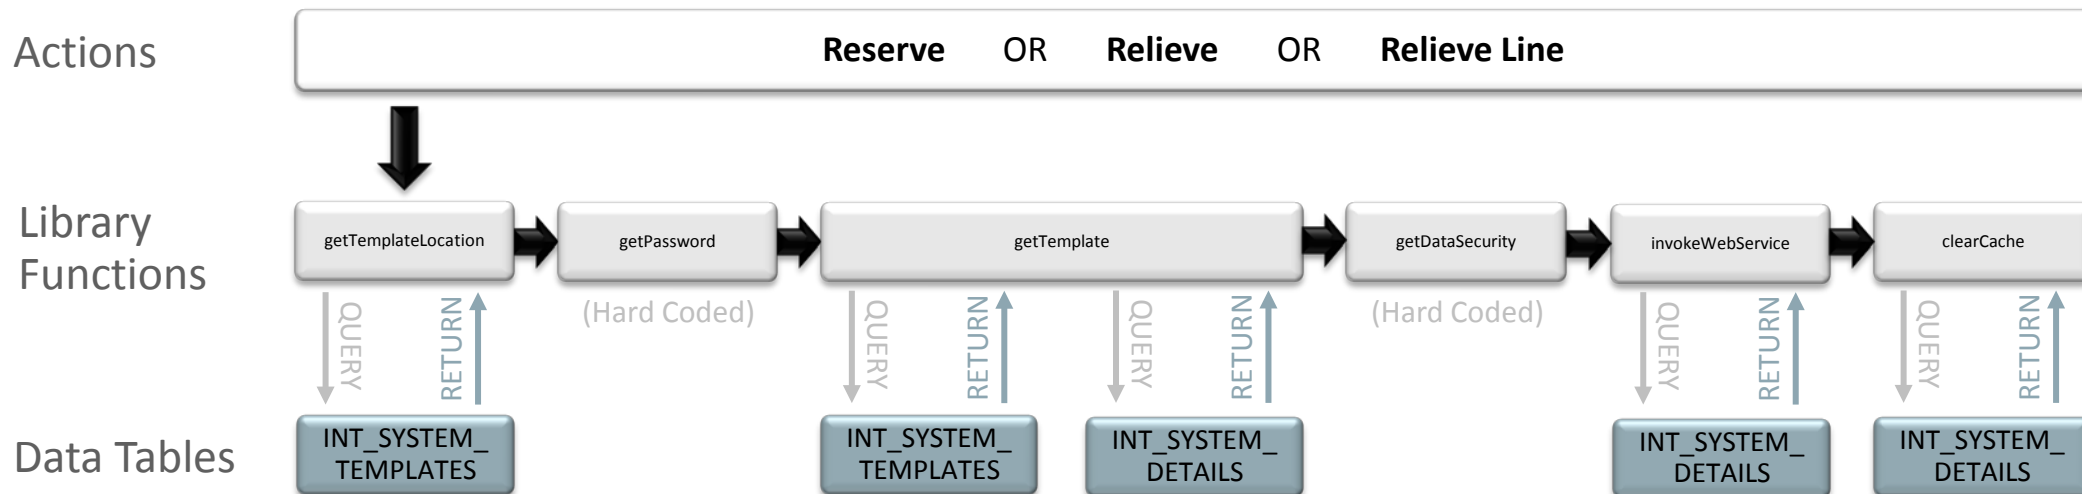 Actions
Reserve OR Relieve OR Relieve Line
Library
Functions
getTemplateLocation
getPassword
getTemplate
getDataSecurity
invokeWebService
clearCache
QUERY
RETURN
(Hard Coded)
QUERY
RETURN
QUERY
RETURN
(Hard Coded)
QUERY
RETURN
QUERY
RETURN
Data Tables
INT_SYSTEM_
TEMPLATES
INT_SYSTEM_
TEMPLATES
INT_SYSTEM_
DETAILS
INT_SYSTEM_
DETAILS
INT_SYSTEM_
DETAILS